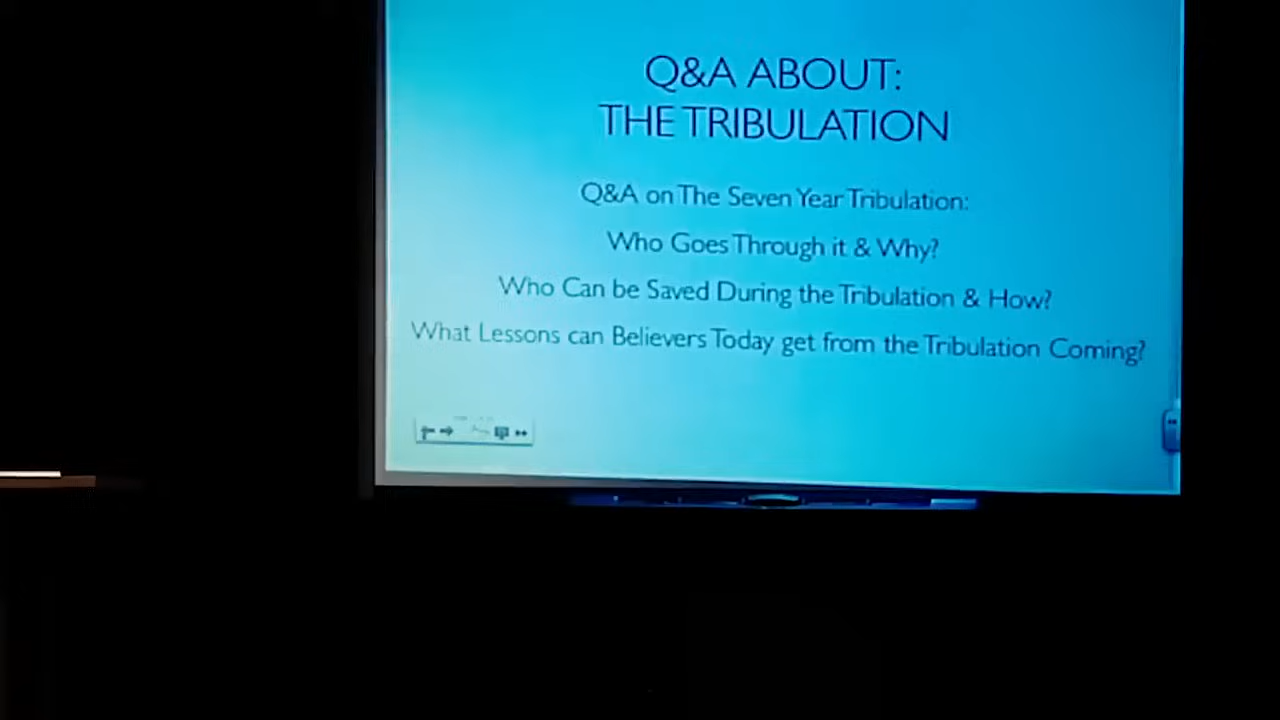 Q&A ABOUT:
THE TRIBULATION
Q&A on The Seven Year Tribulation:
Who Goes Through it & Why?
Who Can be Saved During the Tribulation & How?
What Lessons can Believers Today get from the Tribulation Coming?